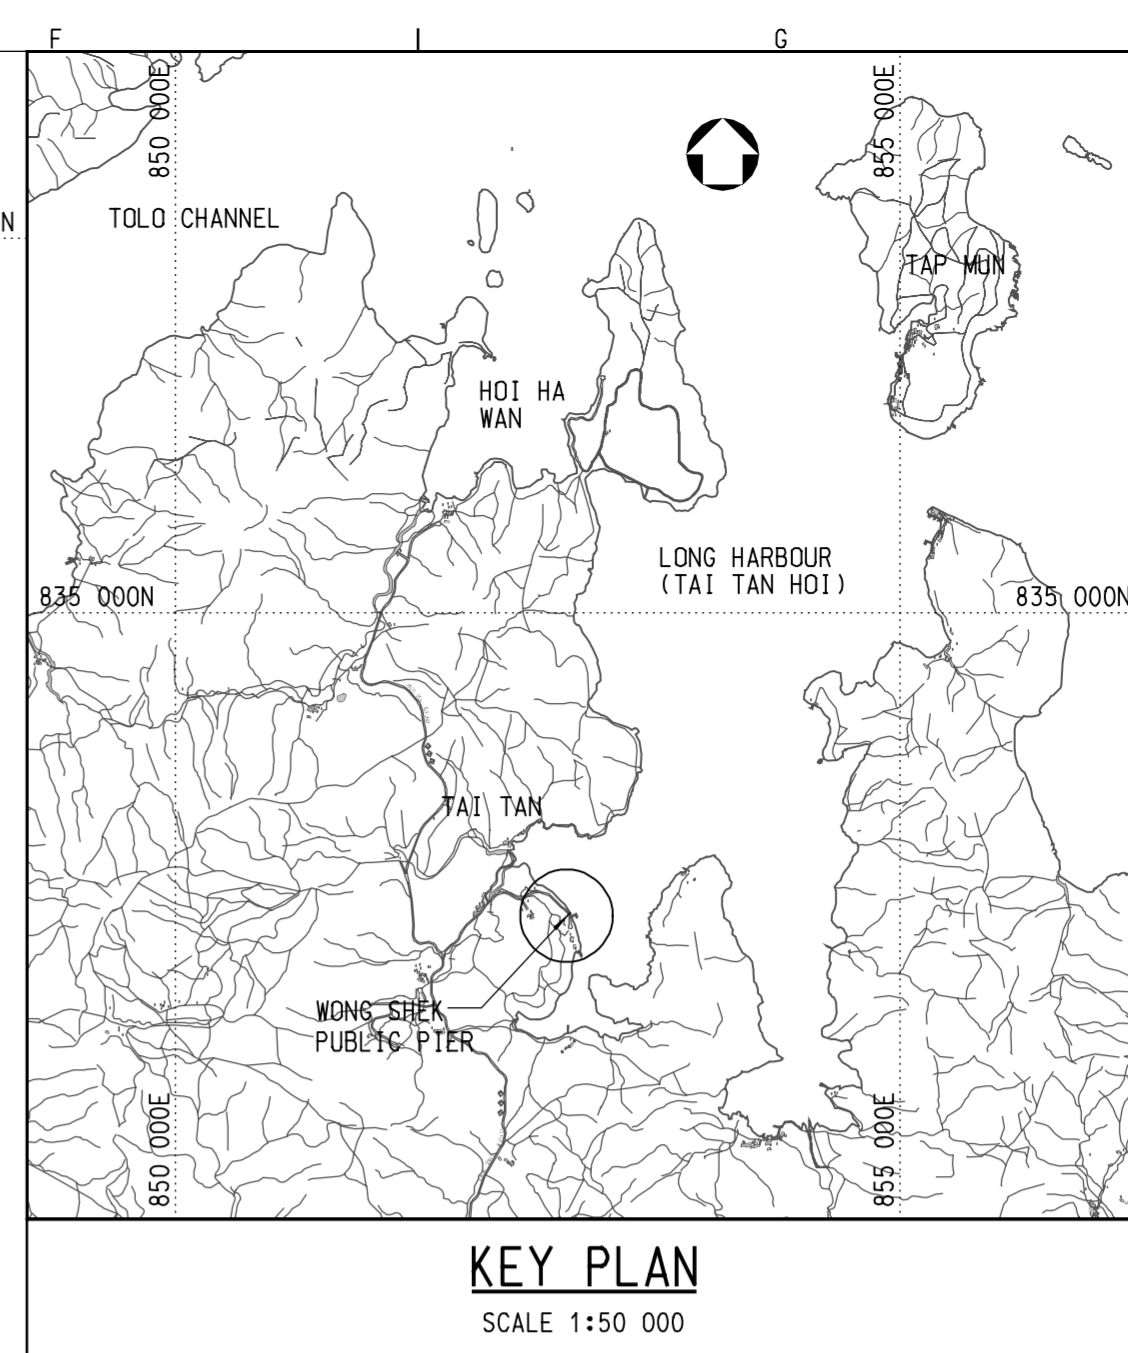 F
G
850 000E
855 000E
N
TOLO CHANNEL
TAP MUN
HOI HA
WAN
LONG HARBOUR
(TAI TAN HOI)
835 000N
835 000N
TAI TAN
WONG SHEK
PUBLIC PIER
850 000E
855 000E
KEY PLAN
SCALE 1:50 000